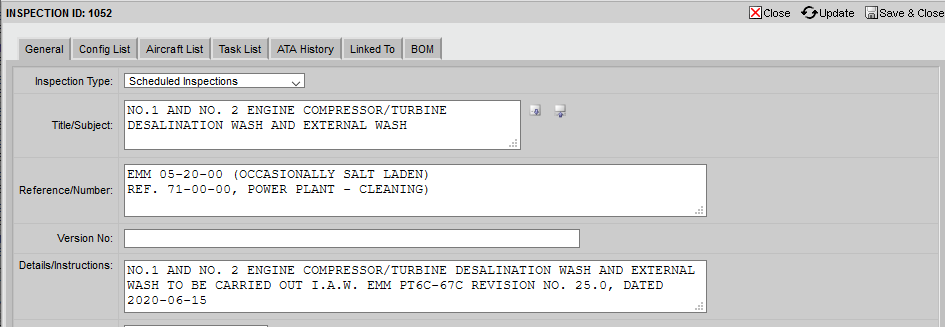 INSPECTION ID: 1052 Close Update Save & Close
General Config List Aircraft List Task List ATA History Linked To BOM
Inspection Type: Scheduled Inspections
Title/Subject: NO.1 AND NO. 2 ENGINE COMPRESSOR/TURBINE
DESALINATION WASH AND EXTERNAL WASH
Reference/Number: EMM 05-20-00 (OCCASIONALLY SALT LADEN)
REF. 71-00-00, POWER PLANT - CLEANING)
Version No:
Details/Instructions: NO.1 AND NO. 2 ENGINE COMPRESSOR/TURBINE DESALINATION WASH AND EXTERNAL
WASH TO BE CARRIED OUT I.A.W. EMM PT6C-67C REVISION NO. 25.0, DATED
2020-06-15